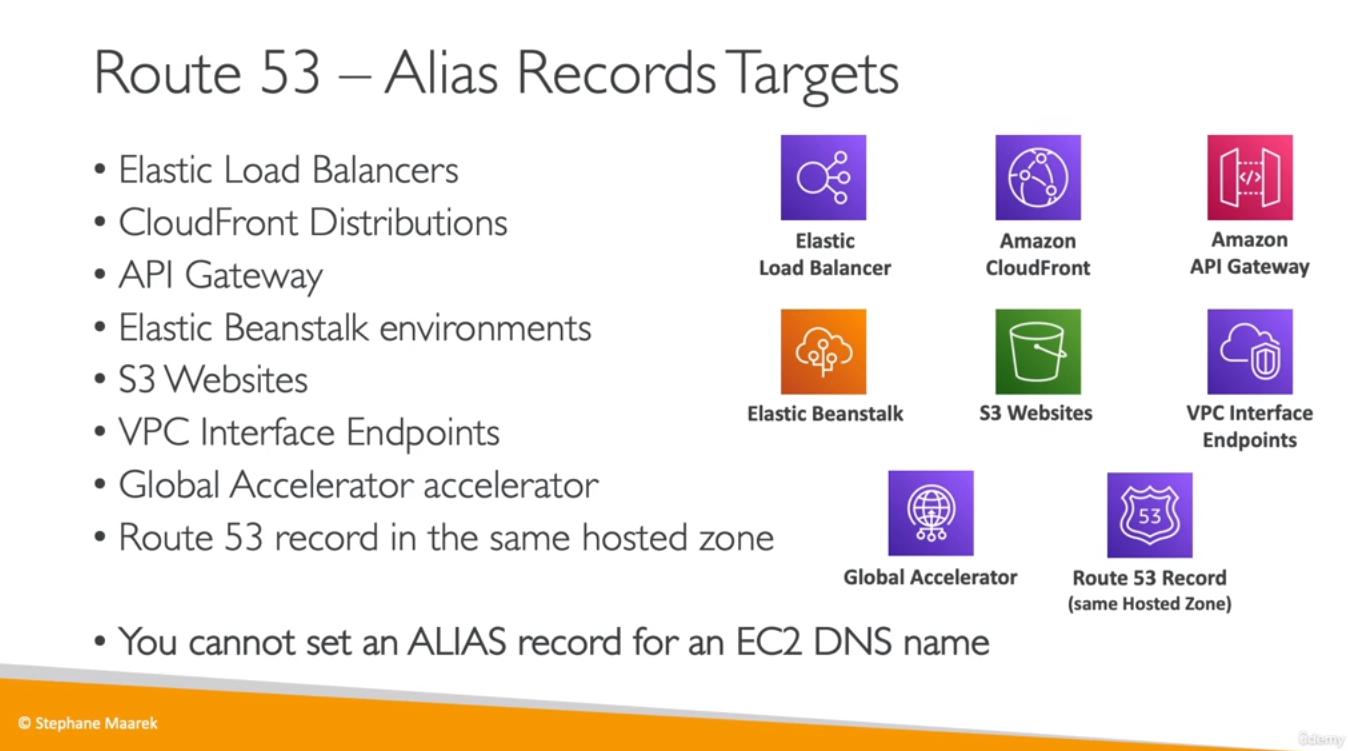 Route 53 – Alias Records Targets
• Elastic Load Balancers
• CloudFront Distributions
• API Gateway
• Elastic Beanstalk environments
• S3 Websites
• VPC Interface Endpoints
• Global Accelerator accelerator
• Route 53 record in the same hosted zone
• You cannot set an ALIAS record for an EC2 DNS name
Elastic
Load Balancer
Amazon
CloudFront
</>
Amazon
API Gateway
Elastic Beanstalk
S3 Websites
VPC Interface
Endpoints
Global Accelerator
53
Route 53 Record
(same Hosted Zone)
© Stephane Maarek
ûdemy